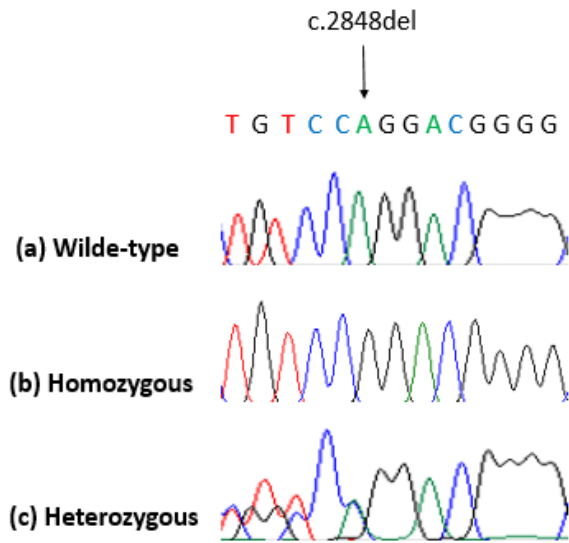 c.2848del
T G T C C A G G A C G G G G
(a) Wilde-type
(b) Homozygous
(c) Heterozygous